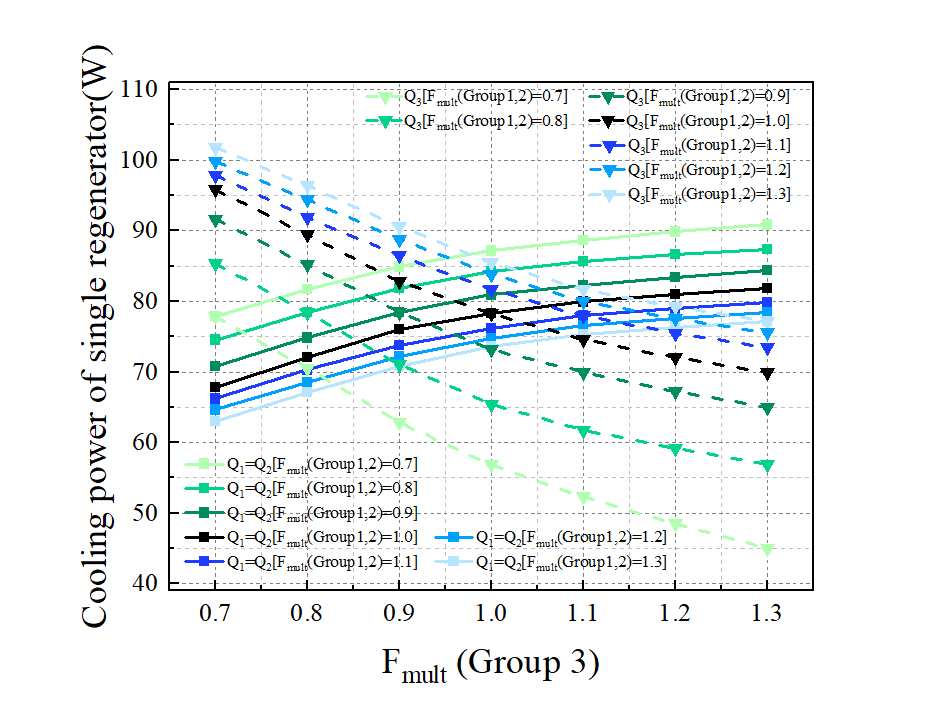 Cooling power of single regenerator(W)
110
100
90
80
70
60
50
40
Q3[Fmult(Group1,2)=0.7]
Q3[Fmult(Group1,2)=0.8]
Q3[Fmult(Group1,2)=0.9]
Q3[Fmult(Group1,2)=1.0]
Q3[Fmult(Group1,2)=1.1]
Q3[Fmult(Group1,2)=1.2]
Q3[Fmult(Group1,2)=1.3]
Q1=Q2[Fmult(Group1,2)=0.7]
Q1=Q2[Fmult(Group1,2)=0.8]
Q1=Q2[Fmult(Group1,2)=0.9]
Q1=Q2[Fmult(Group1,2)=1.0]
Q1=Q2[Fmult(Group1,2)=1.1]
Q1=Q2[Fmult(Group1,2)=1.2]
Q1=Q2[Fmult(Group1,2)=1.3]
0.7 0.8 0.9 1.0 1.1 1.2 1.3
Fmult (Group 3)